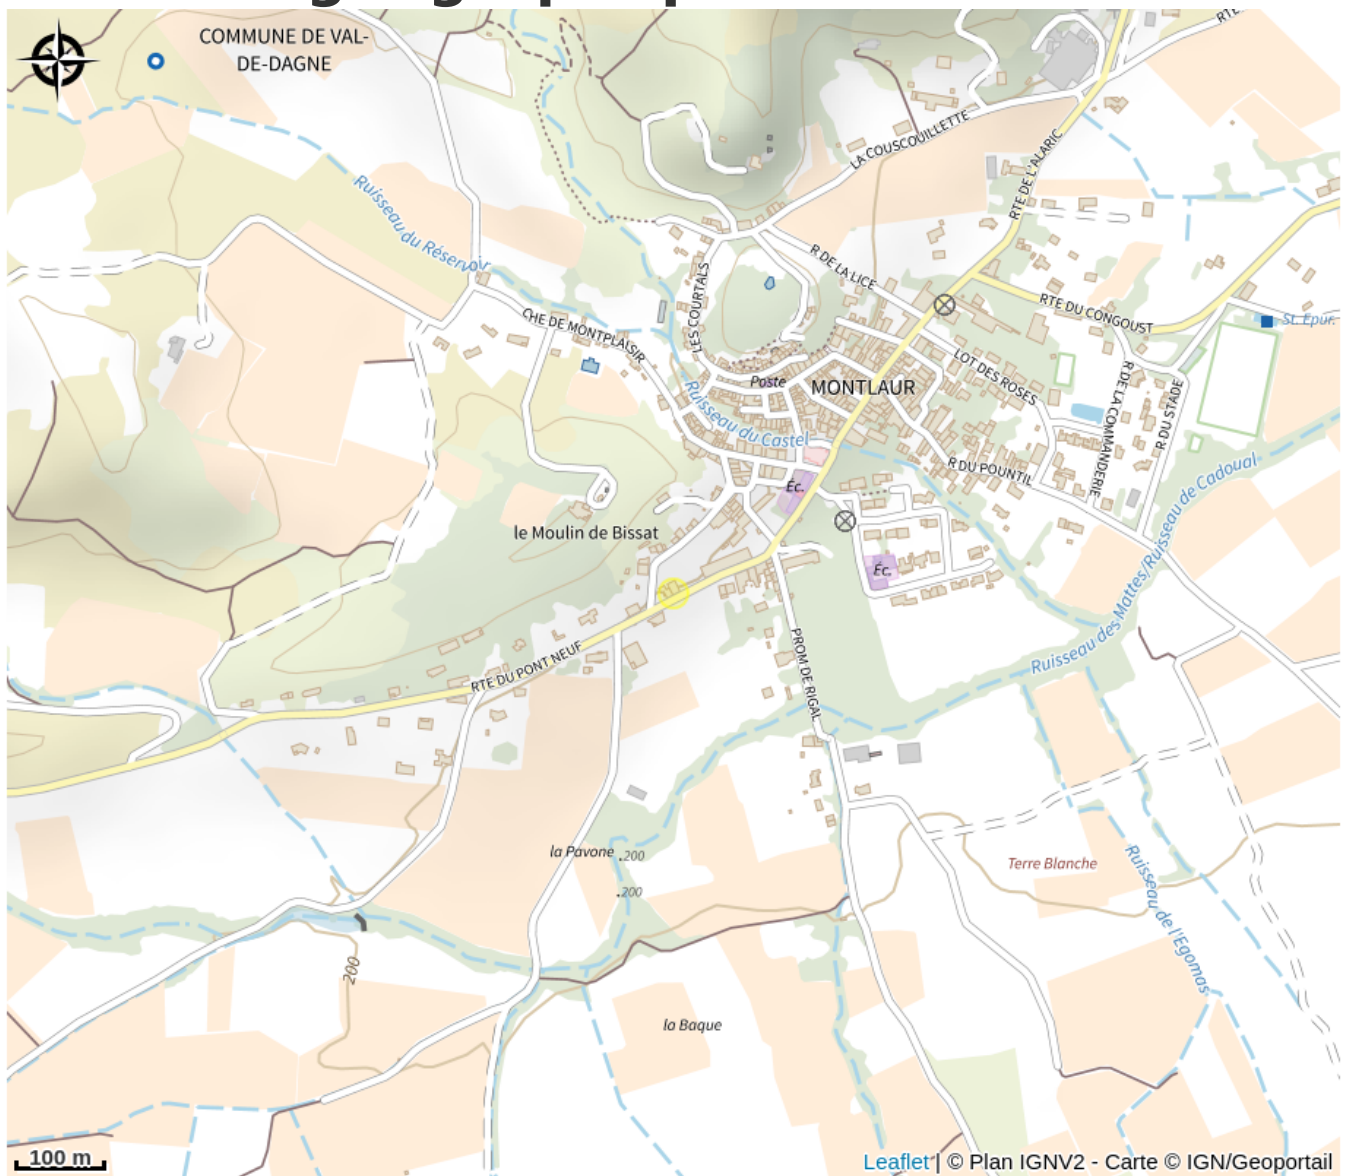 COMMUNE DE VAL-
DE-DAGNE
RTE
LA COUSCOUILLETTE
RTE DE L'ALARIC
Ruisseau du Réservoir
R DE LA LICE
LES COURTALS
RTE DU CONGOUST
St. Epur.
CHE DE MONTPLAISIR
LOT DES ROSES
Poste
MONTLAUR
R DE LA COMMANDERIE
R DU STADE
Ruisseau du Castel
R DU POUNTIL
Éc.
Ruisseau des Mattes/Ruisseau de Cadoual
le Moulin de Bissat
Éc.
RTE DU PONT NEUF
PROM DE RIGAL
la Pavone
.200
.200
Terre Blanche
Ruisseau de l'Egomas
200
la Baque
100 m
Leaflet | © Plan IGNV2 - Carte © IGN/Geoportail